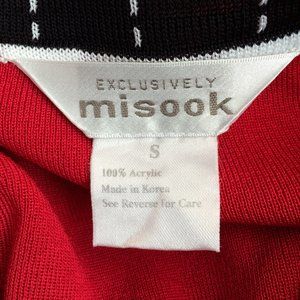 EXCLUSIVELY
misook
S
100% Acrylic
Made in Korea
See Reverse for Care